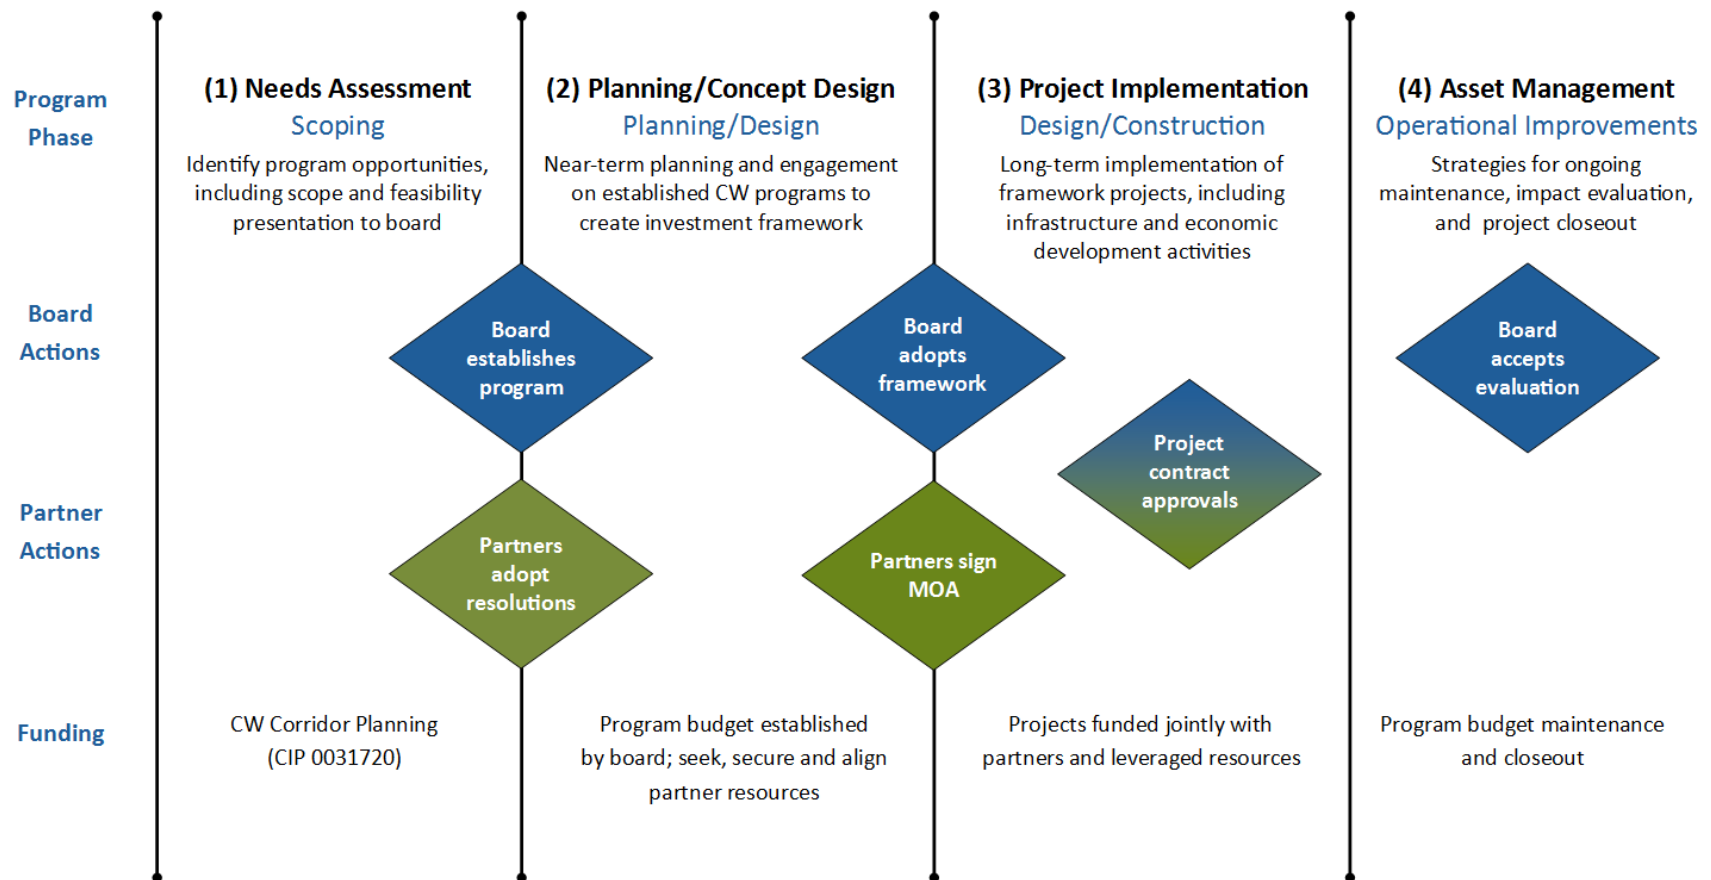 Program
Phase
(1) Needs Assessment
Scoping
Identify program opportunities,
including scope and feasibility
presentation to board
(2) Planning/Concept Design
Planning/Design
Near-term planning and engagement
on established CW programs to
create investment framework
(3) Project Implementation
Design/Construction
Long-term implementation of
framework projects, including
infrastructure and economic
development activities
(4) Asset Management
Operational Improvements
Strategies for ongoing
maintenance, impact evaluation,
and project closeout
Board
Actions
Board
establishes
program
Board
adopts
framework
Board
accepts
evaluation
Project
contract
approvals
Partner
Actions
Partners
adopt
resolutions
Partners sign
MOA
Funding
CW Corridor Planning
(CIP 0031720)
Program budget established
by board; seek, secure and align
partner resources
Projects funded jointly with
partners and leveraged resources
Program budget maintenance
and closeout